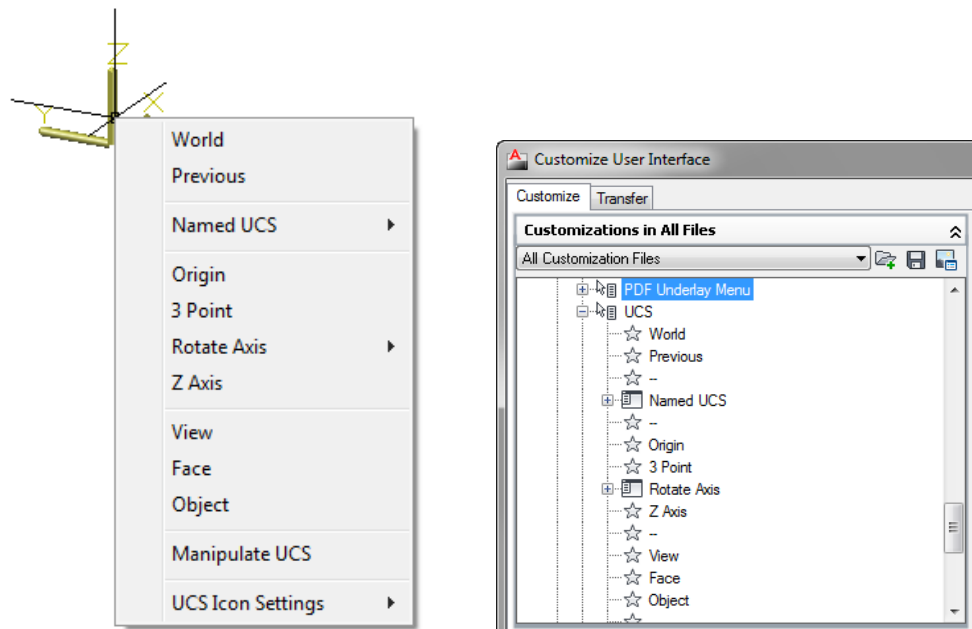 Z
X
Y
World
Previous
Named UCS
Origin
3 Point
Rotate Axis
Z Axis
View
Face
Object
Manipulate UCS
UCS Icon Settings
Customize User Interface
Customize Transfer
Customizations in All Files
All Customization Files
PDF Underlay Menu
UCS
World
Previous
--
Named UCS
--
Origin
3 Point
Rotate Axis
Z Axis
--
View
Face
Object